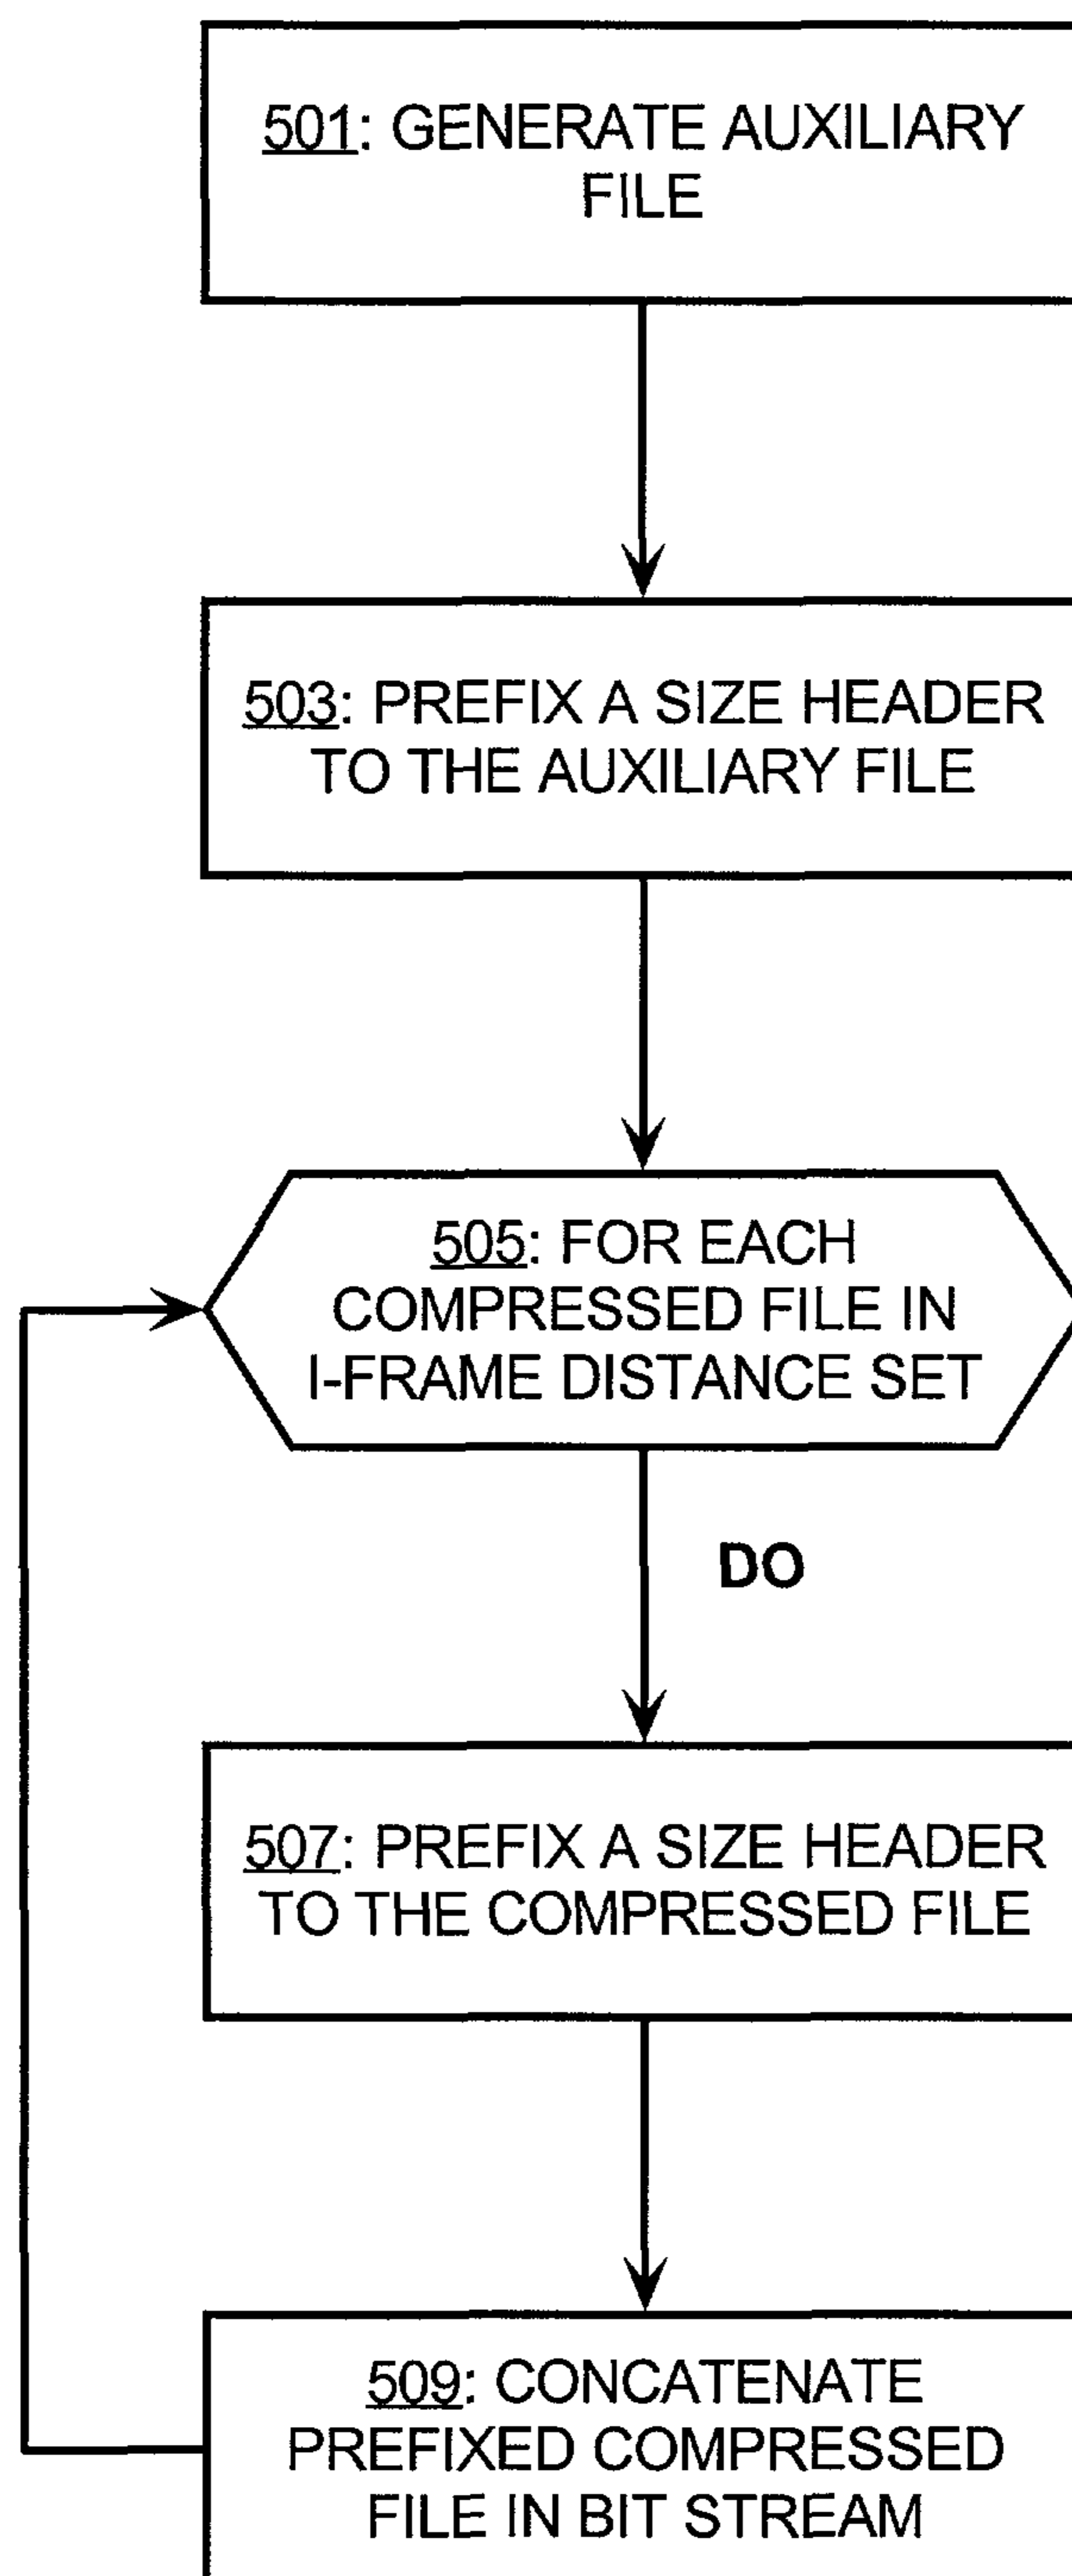 501: GENERATE AUXILIARY
FILE
503: PREFIX A SIZE HEADER
TO THE AUXILIARY FILE
505: FOR EACH
COMPRESSED FILE IN
I-FRAME DISTANCE SET
DO
507: PREFIX A SIZE HEADER
TO THE COMPRESSED FILE
509: CONCATENATE
PREFIXED COMPRESSED
FILE IN BIT STREAM